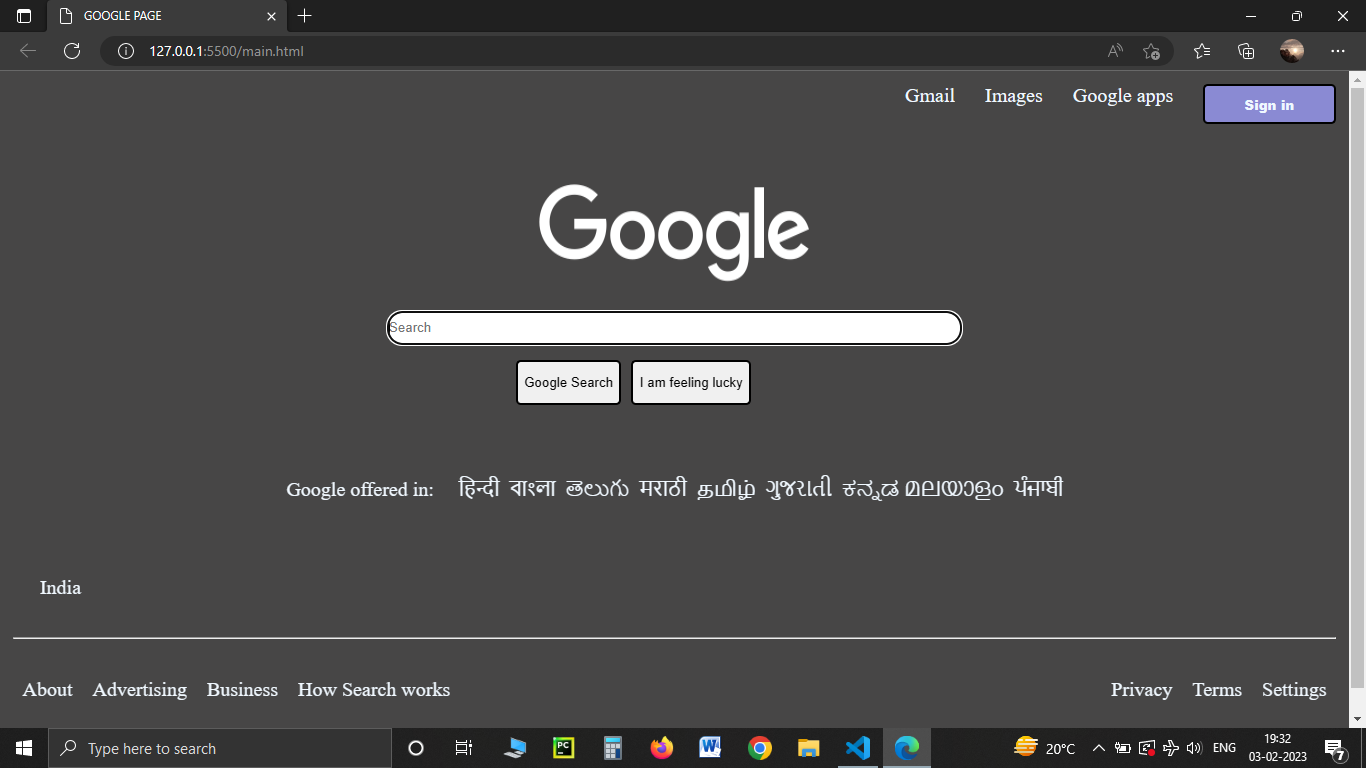 GOOGLE PAGE
127.0.0.1:5500/main.html
Gmail Images Google apps Sign in
Google
Search
Google Search I am feeling lucky
Google offered in: हिन्दी বাংলা తెలుగు मराठी தமிழ் ગુજરાતી ಕನ್ನಡ മലയാളം ਪੰਜਾਬੀ
India
About Advertising Business How Search works Privacy Terms Settings
Type here to search PC W 20°C ENG 19:32
03-02-2023 7